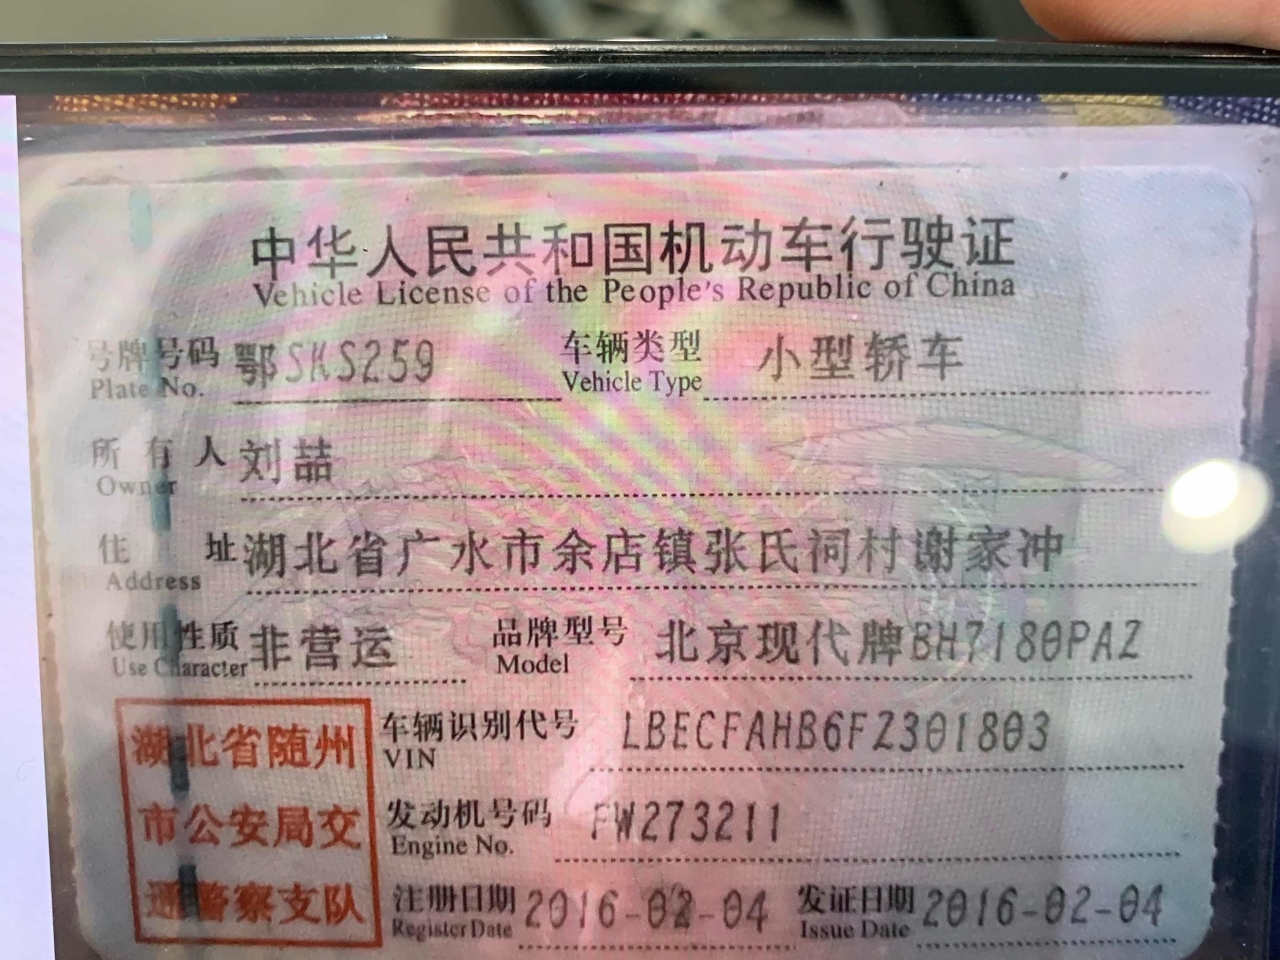 中华人民共和国机动车行驶证
Vehicle License of the People's Republic of China
号牌号码 鄂SKS259 车辆类型 小型轿车
Plate No. Vehicle Type
所有人 刘喆
Owner
住址 湖北省广水市余店镇张氏祠村谢家冲
Address
使用性质 非营运 品牌型号 北京现代牌BH7180PAZ
Use Character Model
湖北省随州
市公安局交
通警察支队
车辆识别代号 LBECFAHB6FZ301803
VIN
发动机号码 FW273211
Engine No.
注册日期 2016-02-04 发证日期 2016-02-04
Register Date Issue Date